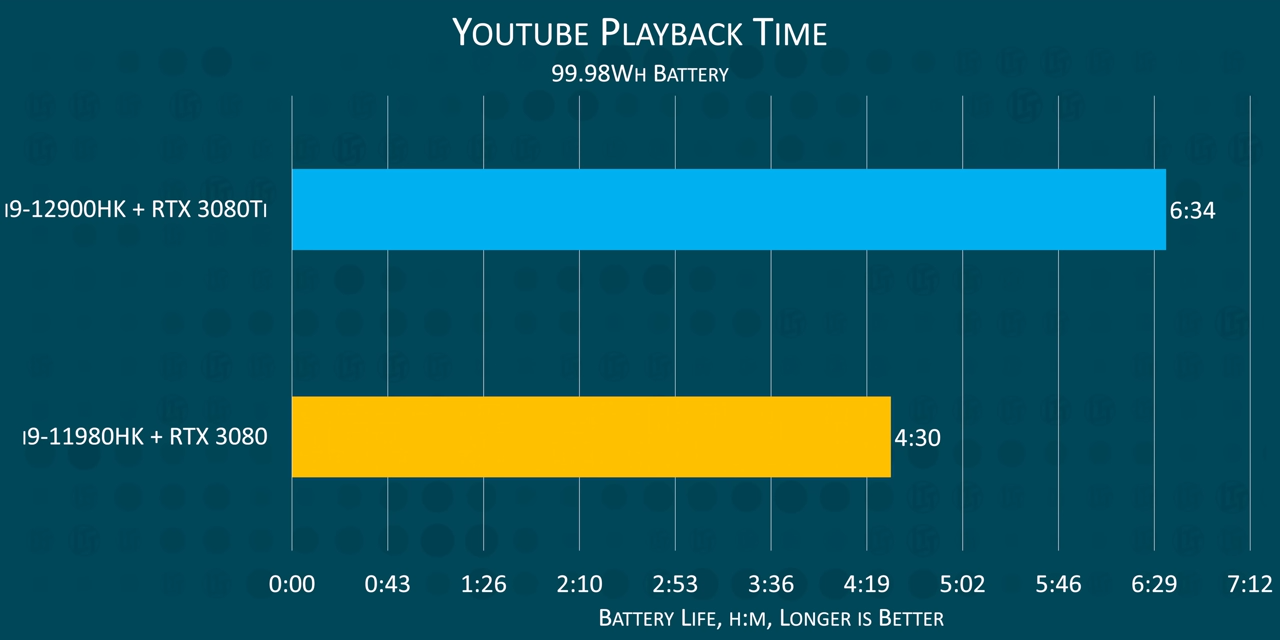 Youtube Playback Time
99.98Wh Battery
i9-12900HK + RTX 3080Ti
6:34
i9-11980HK + RTX 3080
4:30
0:00 0:43 1:26 2:10 2:53 3:36 4:19 5:02 5:46 6:29 7:12
Battery Life, h:m, Longer is Better